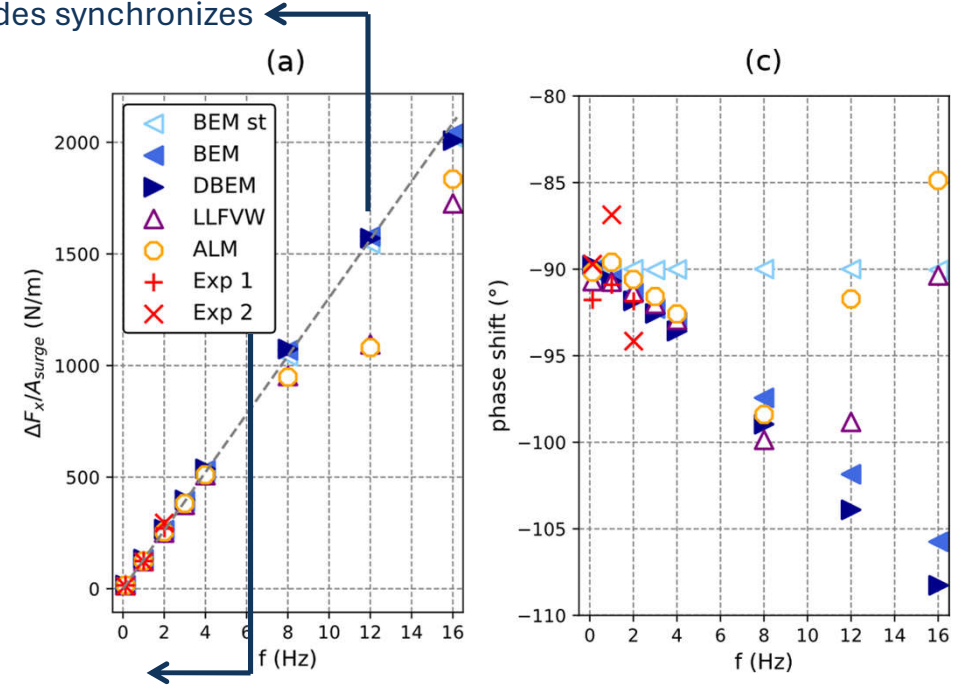 des synchronizes
(a)
(c)
BEM st
BEM
DBEM
LLFVW
ALM
Exp 1
Exp 2
ΔFx/Asurge (N/m)
2000
1500
1000
500
0
0 2 4 6 8 10 12 14 16
f (Hz)
phase shift (°)
−80
−85
−90
−95
−100
−105
−110
0 2 4 6 8 10 12 14 16
f (Hz)